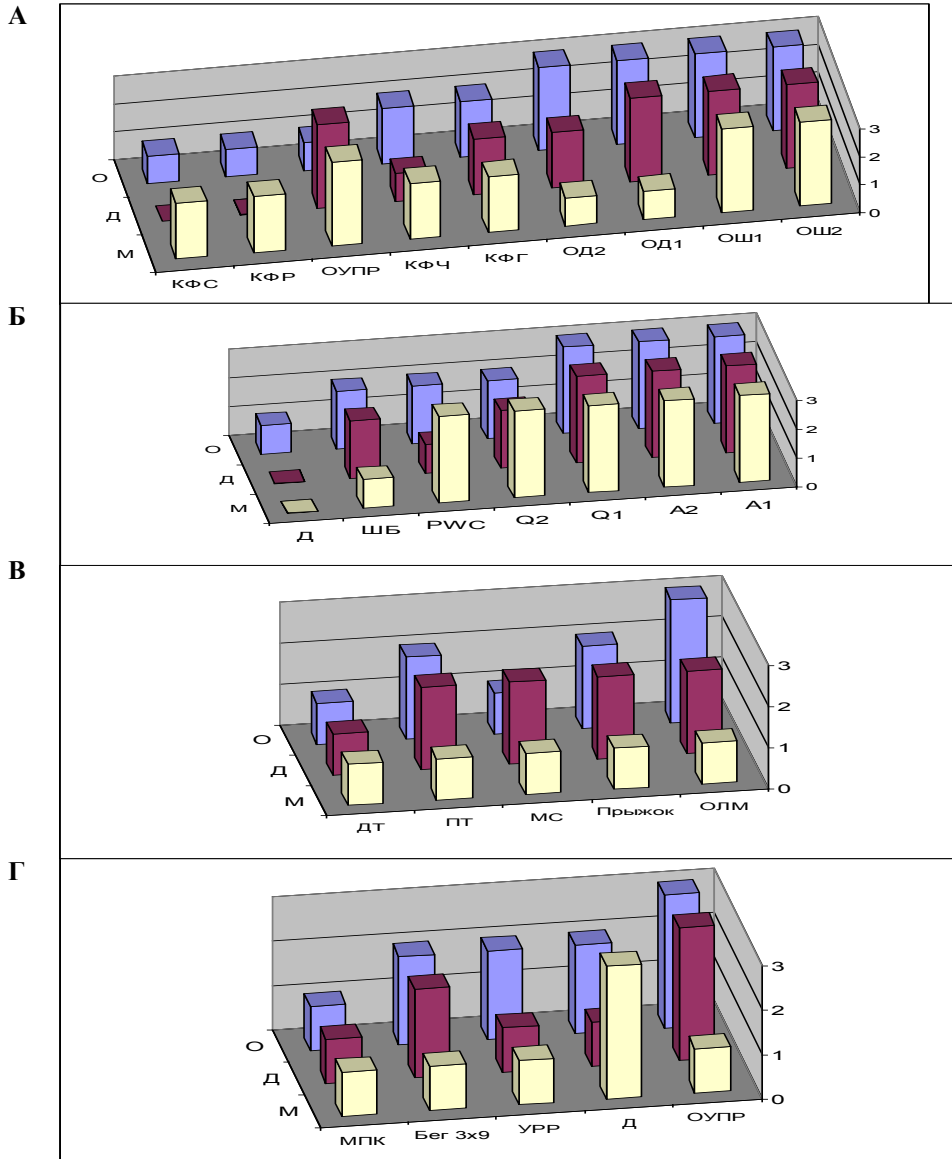 А
О
Д
М
3
2
1
0
КФС КФР ОУПР КФЧ КФГ ОД2 ОД1 ОШ1 ОШ2
Б
О
Д
М
3
2
1
0
Д ШБ PWC Q2 Q1 A2 A1
В
О
Д
М
3
2
1
0
ДТ ПТ МС Прыжок ОЛМ
Г
О
Д
М
3
2
1
0
МПК Бег 3х9 УРР Д ОУПР